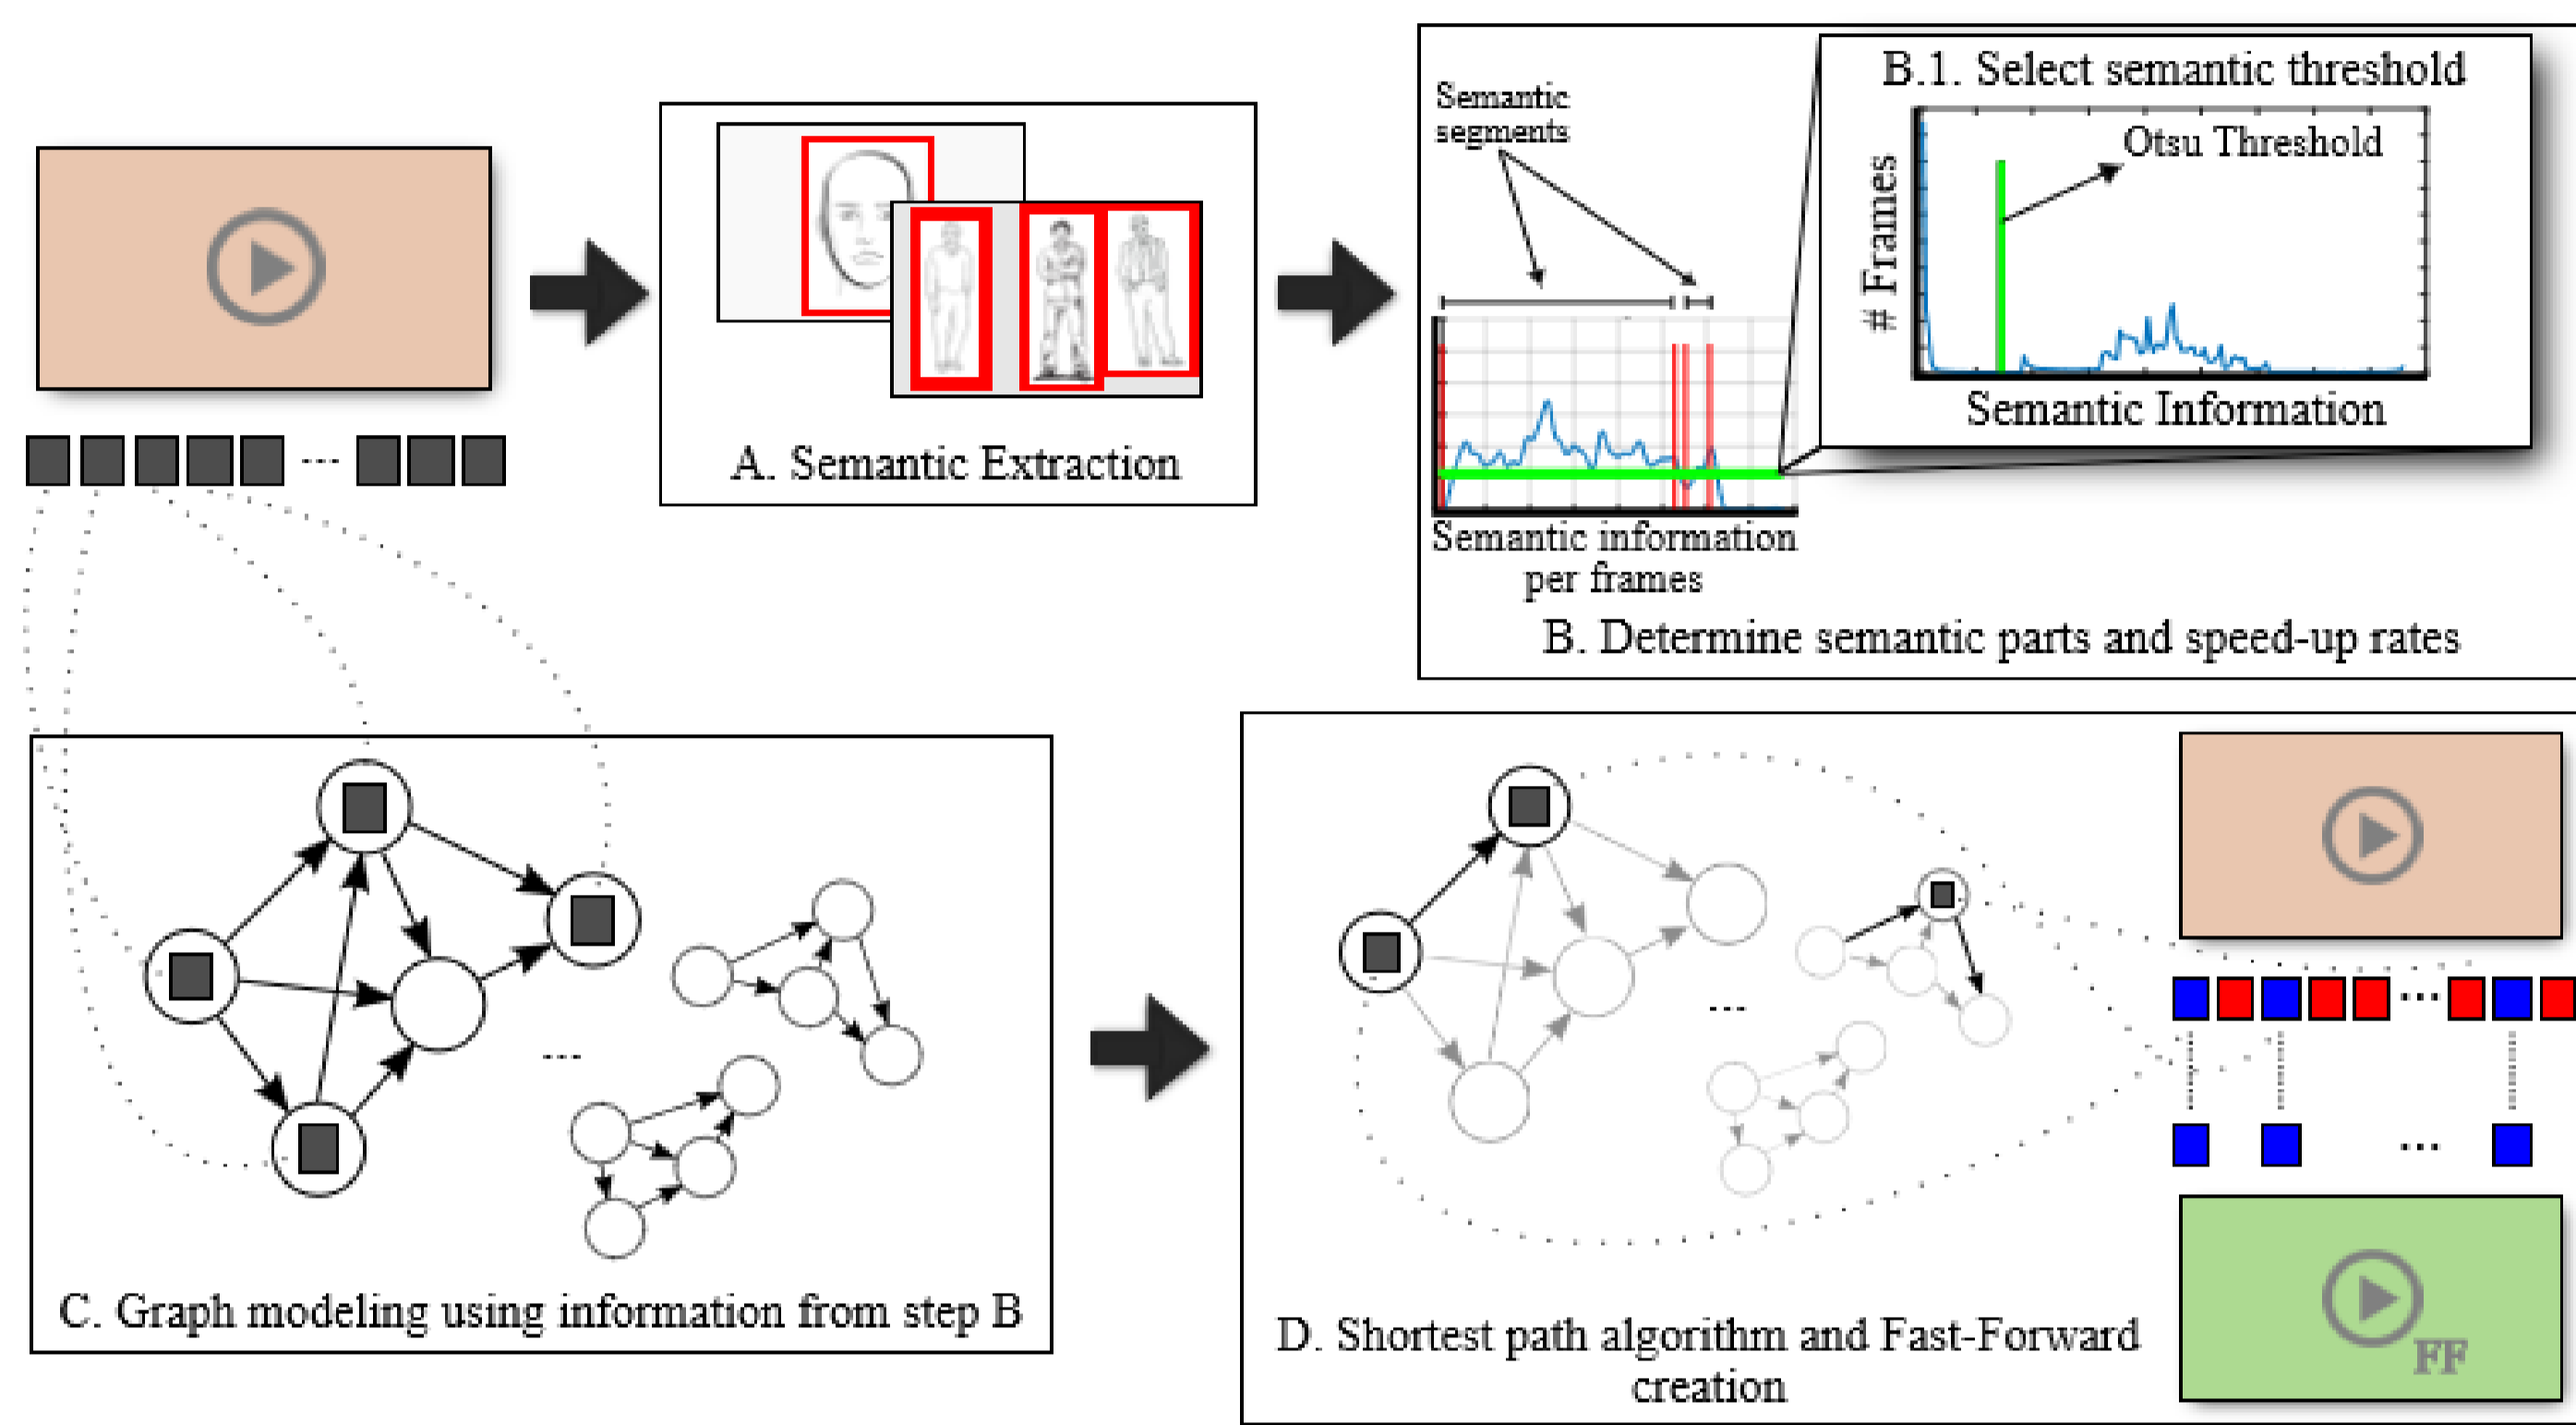 A. Semantic Extraction
Semantic
segments
Semantic information
per frames
B.1. Select semantic threshold
Otsu Threshold
# Frames
Semantic Information
B. Determine semantic parts and speed-up rates
C. Graph modeling using information from step B
D. Shortest path algorithm and Fast-Forward
creation
FF